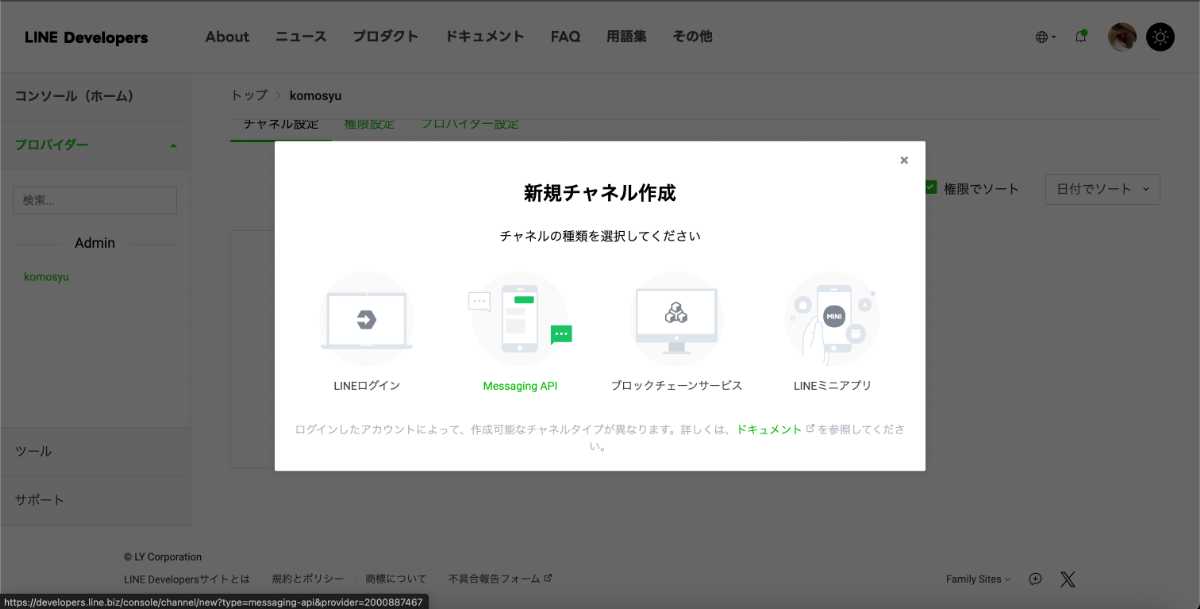 LINE Developers
About ニュース プロダクト ドキュメント FAQ 用語集 その他
コンソール（ホーム）
トップ > komosyu
チャネル設定 権限設定 プロバイダー設定
プロバイダー
検索...
Admin
komosyu
権限でソート 日付でソート
×
新規チャネル作成
チャネルの種類を選択してください
MINI
LINEログイン Messaging API ブロックチェーンサービス LINEミニアプリ
ログインしたアカウントによって、作成可能なチャネルタイプが異なります。詳しくは、ドキュメント を参照してくださ
い。
ツール
サポート
© LY Corporation
LINE Developersサイトとは 規約とポリシー 商標について 不具合報告フォーム
Family Sites
https://developers.line.biz/console/channel/new?type=messaging-api&provider=2000887467